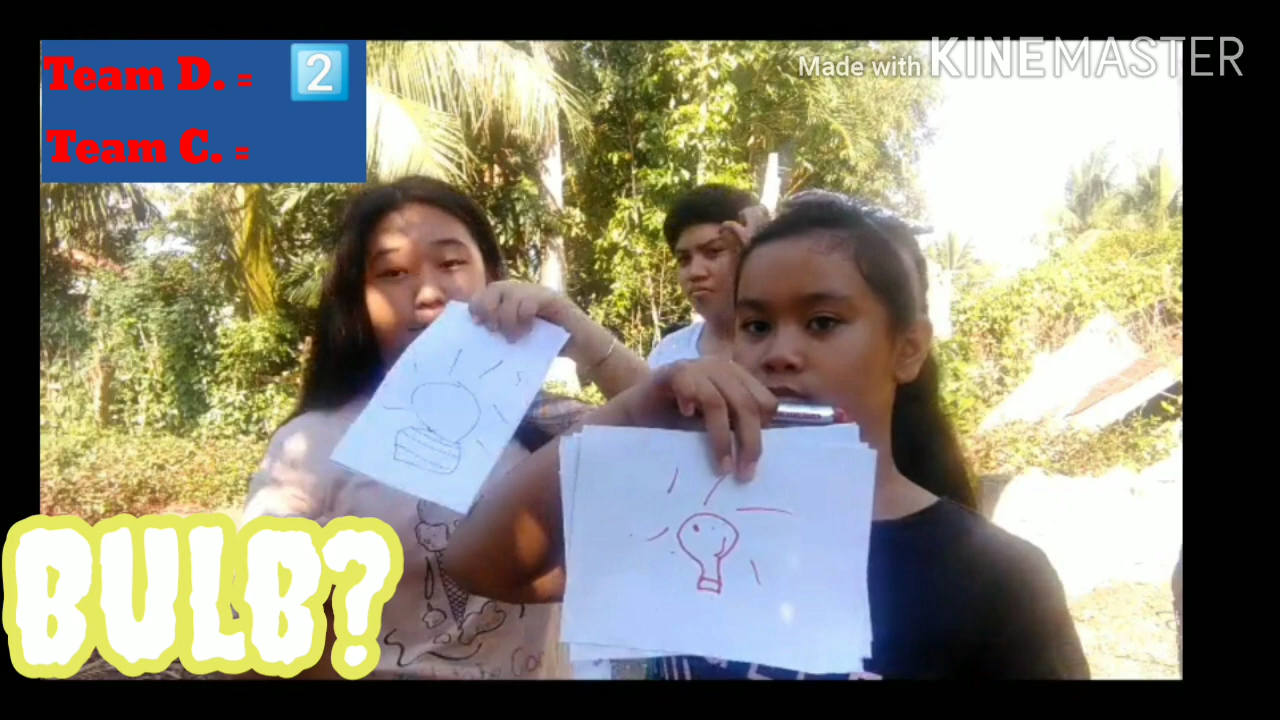 Team D. = 2
Team C. =
Made with KINEMASTER
BULB?